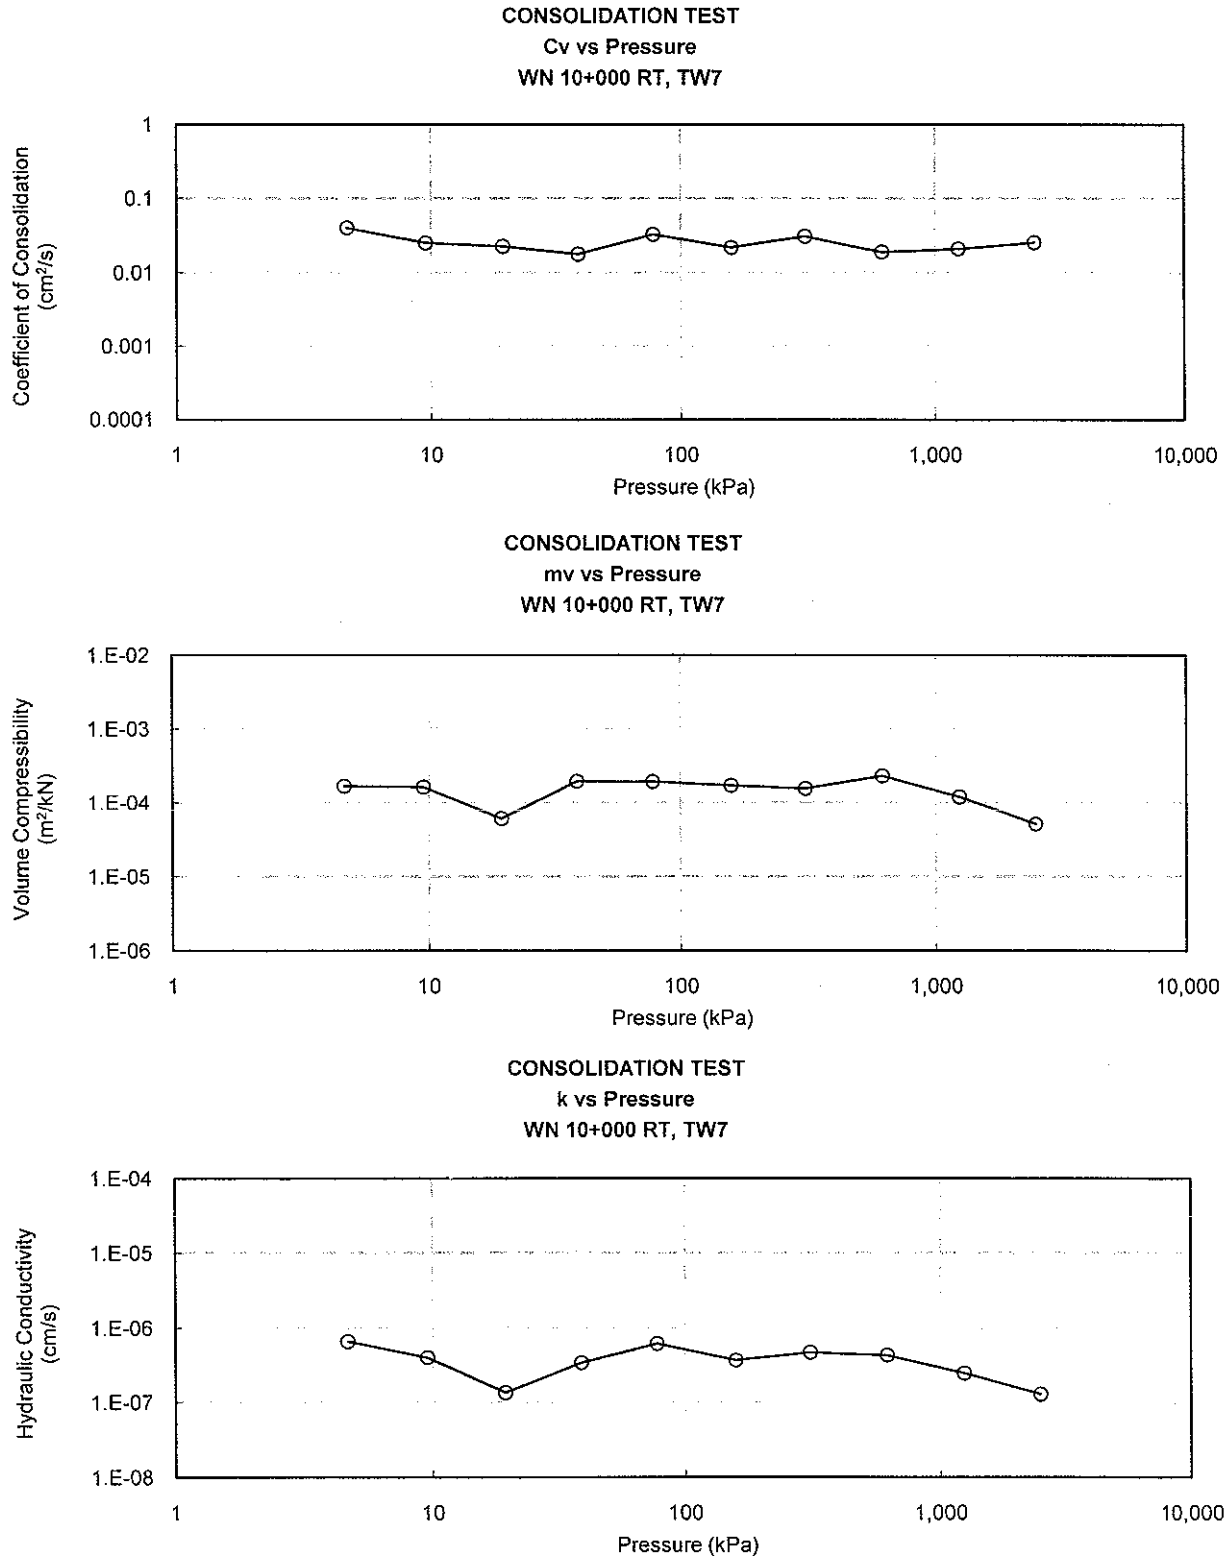 CONSOLIDATION TEST
Cv vs Pressure
WN 10+000 RT, TW7
Coefficient of Consolidation
(cm²/s)
1
0.1
0.01
0.001
0.0001
1 10 100 1,000 10,000
Pressure (kPa)
CONSOLIDATION TEST
mv vs Pressure
WN 10+000 RT, TW7
Volume Compressibility
(m²/kN)
1.E-02
1.E-03
1.E-04
1.E-05
1.E-06
1 10 100 1,000 10,000
Pressure (kPa)
CONSOLIDATION TEST
k vs Pressure
WN 10+000 RT, TW7
Hydraulic Conductivity
(cm/s)
1.E-04
1.E-05
1.E-06
1.E-07
1.E-08
1 10 100 1,000 10,000
Pressure (kPa)